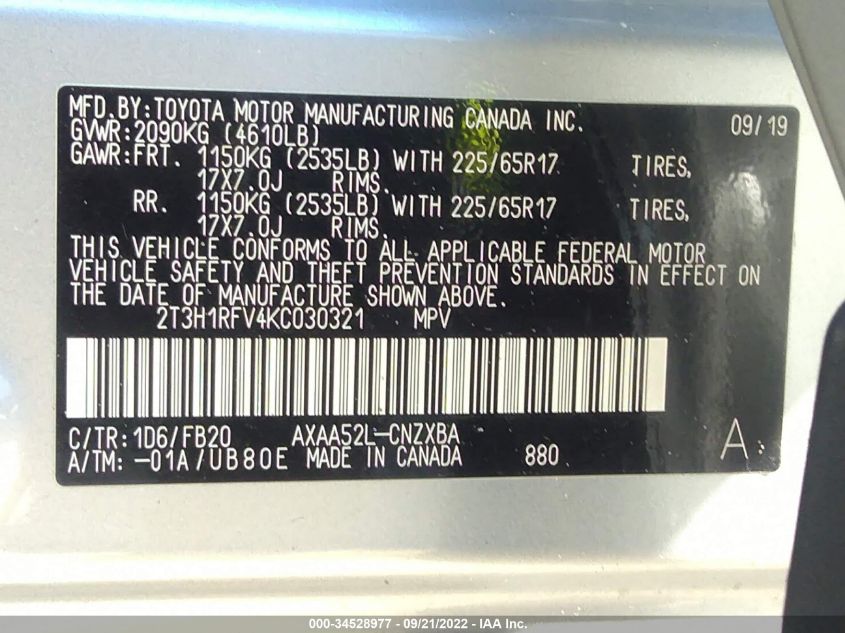 MFD.BY:TOYOTA MOTOR MANUFACTURING CANADA INC. 09/19
GVWR:2090KG (4610LB)
GAWR:FRT. 1150KG (2535LB) WITH 225/65R17 TIRES,
17X7.0J RIMS.
RR. 1150KG (2535LB) WITH 225/65R17 TIRES,
17X7.0J RIMS.
THIS VEHICLE CONFORMS TO ALL APPLICABLE FEDERAL MOTOR
VEHICLE SAFETY AND THEFT PREVENTION STANDARDS IN EFFECT ON
THE DATE OF MANUFACTURE SHOWN ABOVE.
2T3H1RFV4KC030321 MPV
C/TR:1D6/FB20 AXAA52L-CNZXBA A
A/TM:-01A/UB80E MADE IN CANADA 880
000-34528977 - 09/21/2022 - IAA Inc.